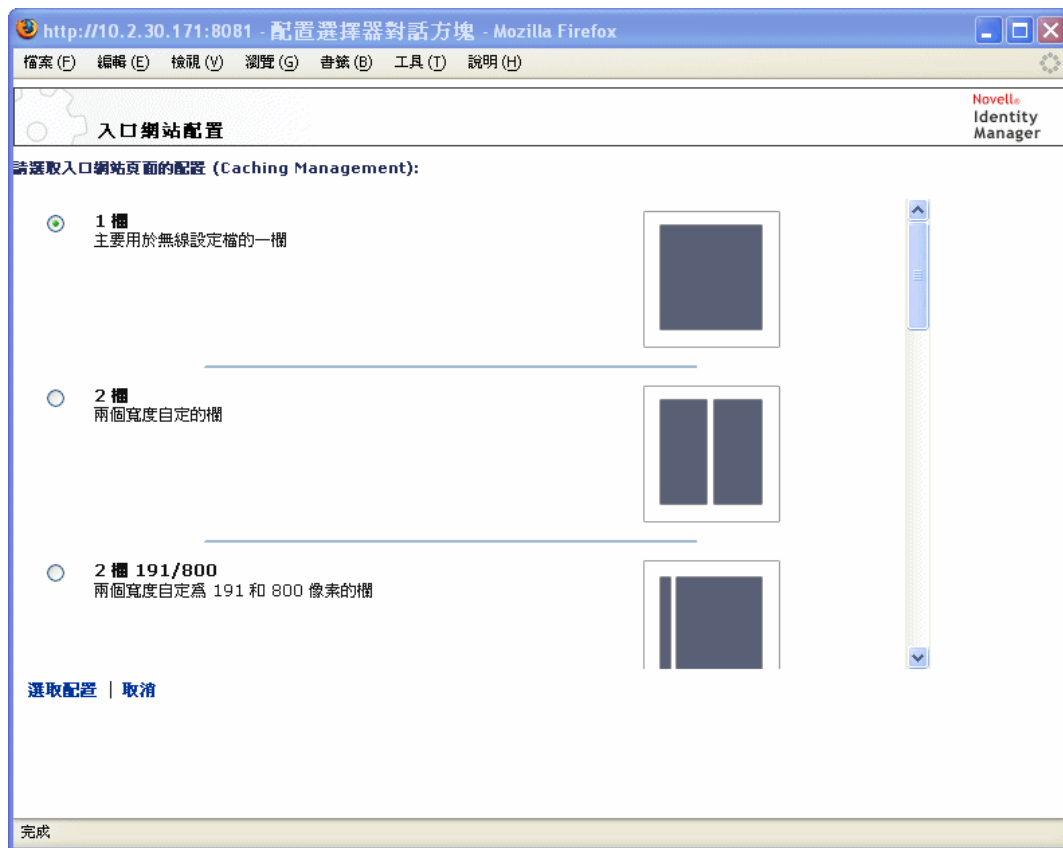 http://10.2.30.171:8081 - 配置選擇器對話方塊 - Mozilla Firefox
檔案(F) 編輯(E) 檢視(V) 瀏覽(G) 書籤(B) 工具(T) 說明(H)
入口網站配置
Novell®
Identity
Manager
請選取入口網站頁面的配置 (Caching Management):
1 欄
主要用於無線設定檔的一欄
2 欄
兩個寬度自定的欄
2 欄 191/800
兩個寬度自定為 191 和 800 像素的欄
選取配置 | 取消
完成